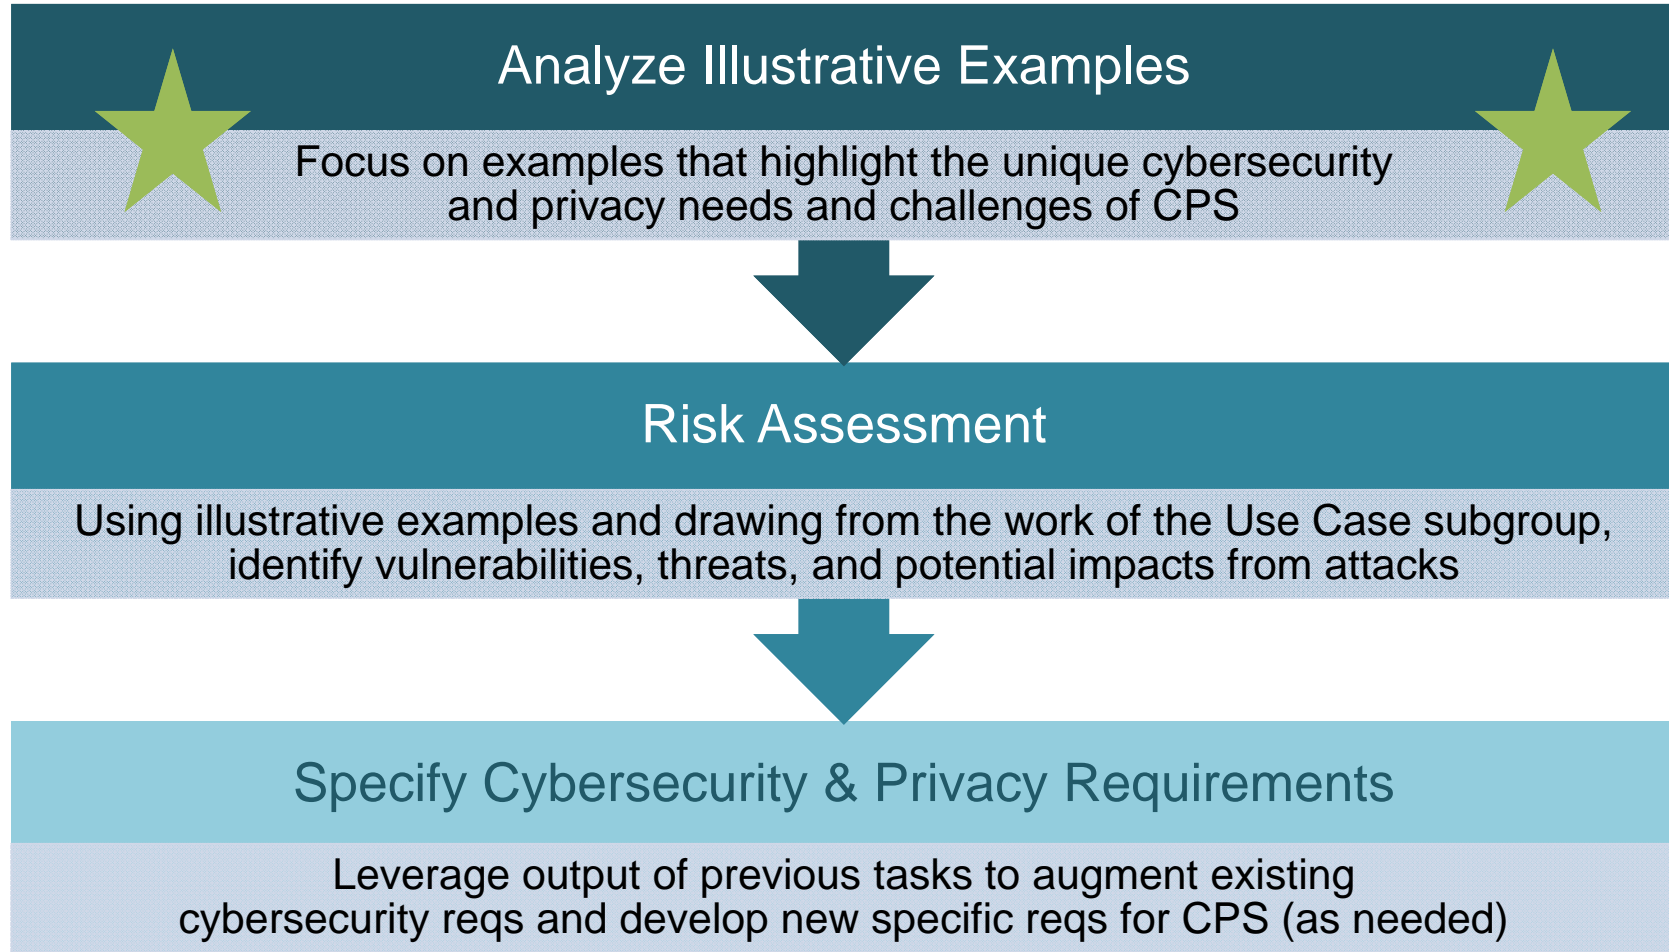 Analyze Illustrative Examples
Focus on examples that highlight the unique cybersecurity
and privacy needs and challenges of CPS
Risk Assessment
Using illustrative examples and drawing from the work of the Use Case subgroup,
identify vulnerabilities, threats, and potential impacts from attacks
Specify Cybersecurity & Privacy Requirements
Leverage output of previous tasks to augment existing
cybersecurity reqs and develop new specific reqs for CPS (as needed)